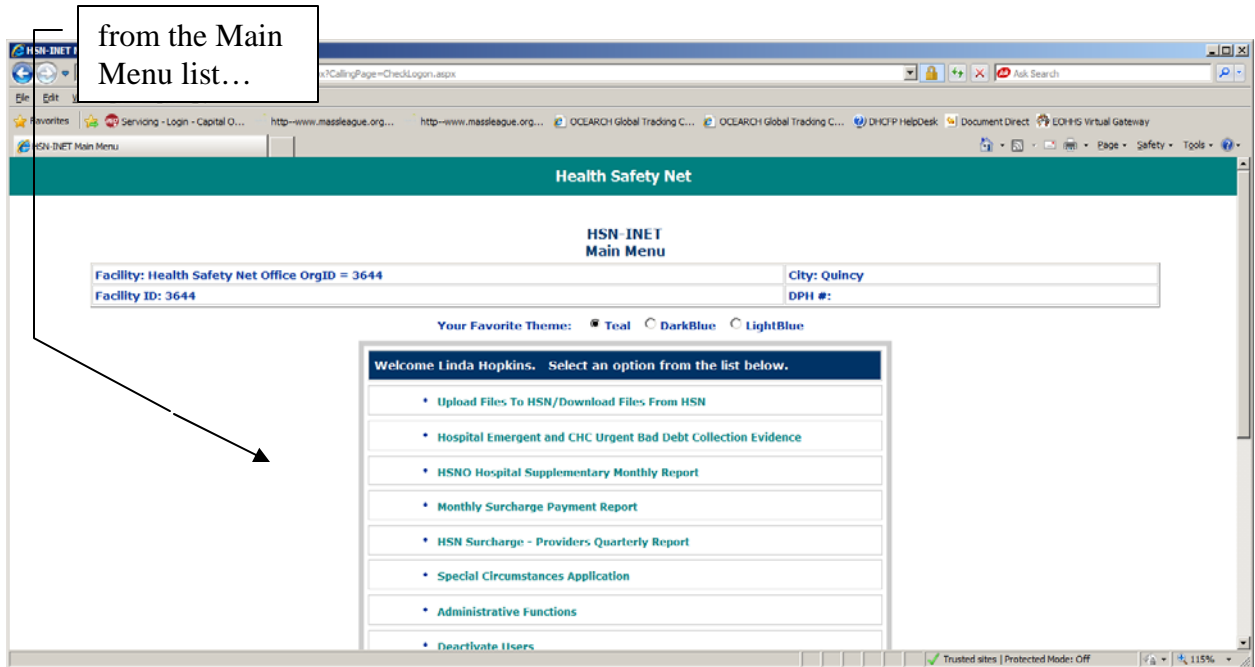 from the Main
Menu list…
HSN-INET
x?CallingPage=CheckLogon.aspx
Ask Search
File Edit
Favorites Servicing - Login - Capital O... http--www.massleague.org... http--www.massleague.org... OCEARCH Global Tracking C... OCEARCH Global Tracking C... DHCFP HelpDesk Document Direct EOHHS Virtual Gateway
HSN-INET Main Menu
Page Safety Tools
Health Safety Net
HSN-INET
Main Menu
Facility: Health Safety Net Office OrgID = 3644 City: Quincy
Facility ID: 3644 DPH #:
Your Favorite Theme: Teal DarkBlue LightBlue
Welcome Linda Hopkins. Select an option from the list below.
• Upload Files To HSN/Download Files From HSN
• Hospital Emergent and CHC Urgent Bad Debt Collection Evidence
• HSNO Hospital Supplementary Monthly Report
• Monthly Surcharge Payment Report
• HSN Surcharge - Providers Quarterly Report
• Special Circumstances Application
• Administrative Functions
• Deactivate Users
Trusted sites | Protected Mode: Off 115%